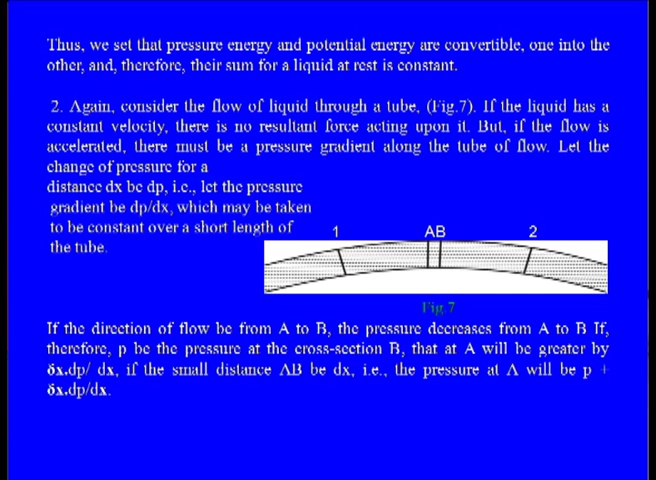 Thus, we set that pressure energy and potential energy are convertible, one into the
other, and, therefore, their sum for a liquid at rest is constant.
2. Again, consider the flow of liquid through a tube, (Fig.7). If the liquid has a
constant velocity, there is no resultant force acting upon it. But, if the flow is
accelerated, there must be a pressure gradient along the tube of flow. Let the
change of pressure for a
distance dx be dp, i.e., let the pressure
gradient be dp/dx, which may be taken
to be constant over a short length of
the tube.
1 AB 2
Fig.7
If the direction of flow be from A to B, the pressure decreases from A to B If,
therefore, p be the pressure at the cross-section B, that at A will be greater by
δx.dp/ dx, if the small distance AB be dx, i.e., the pressure at A will be p +
δx.dp/dx.